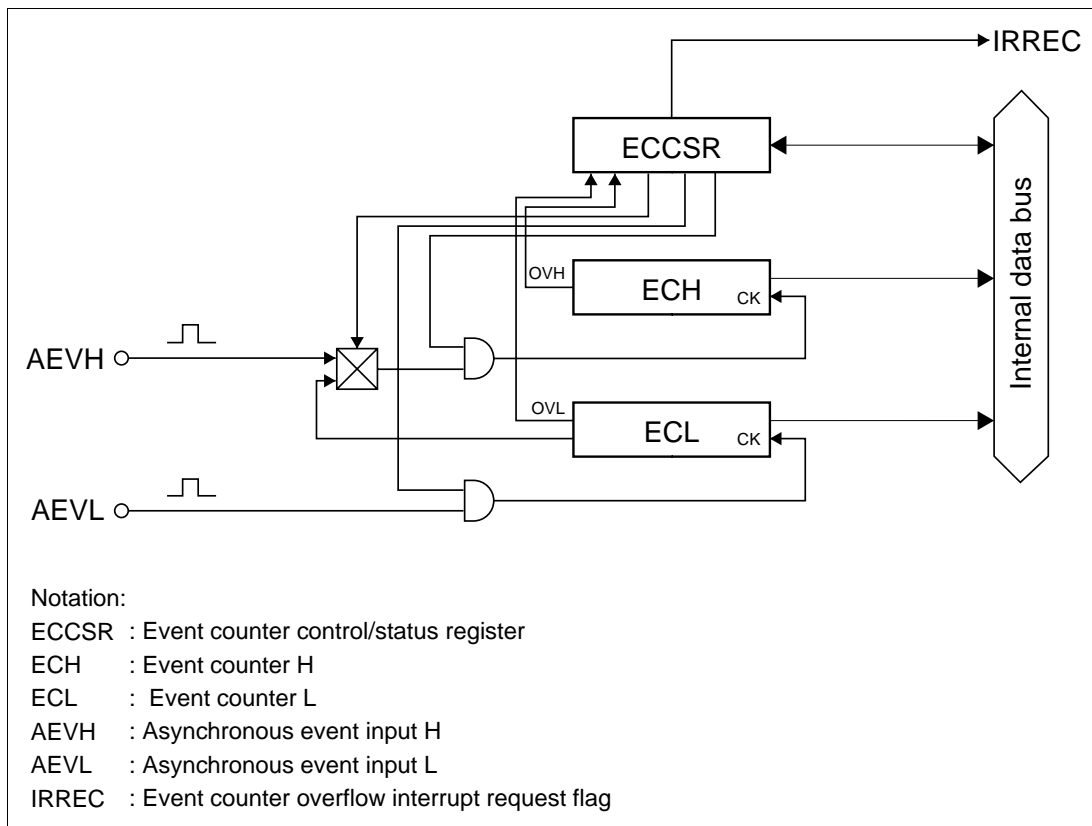 IRREC
ECCSR
Internal data bus
OVH
ECH
CK
AEVH
OVL
ECL
CK
AEVL
Notation:
ECCSR : Event counter control/status register
ECH : Event counter H
ECL : Event counter L
AEVH : Asynchronous event input H
AEVL : Asynchronous event input L
IRREC : Event counter overflow interrupt request flag